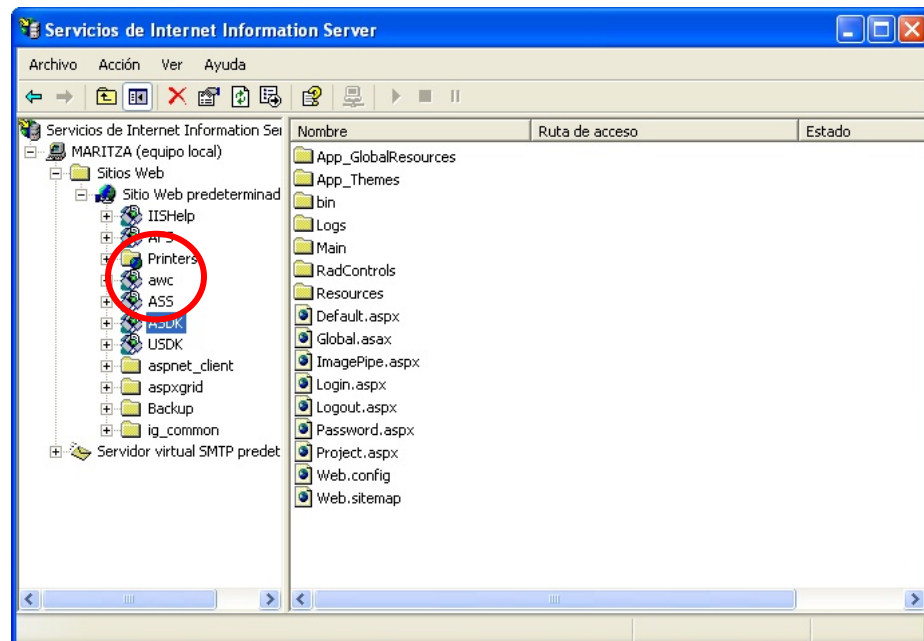 Servicios de Internet Information Server
Archivo Acción Ver Ayuda
Servicios de Internet Information Ser
MARITZA (equipo local)
Sitios Web
Sitio Web predeterminad
IISHelp
Printers
awc
ASS
ASDK
USDK
aspnet_client
aspxgrid
Backup
ig_common
Servidor virtual SMTP predet
Nombre Ruta de acceso Estado
App_GlobalResources
App_Themes
bin
Logs
Main
RadControls
Resources
Default.aspx
Global.asax
ImagePipe.aspx
Login.aspx
Logout.aspx
Password.aspx
Project.aspx
Web.config
Web.sitemap